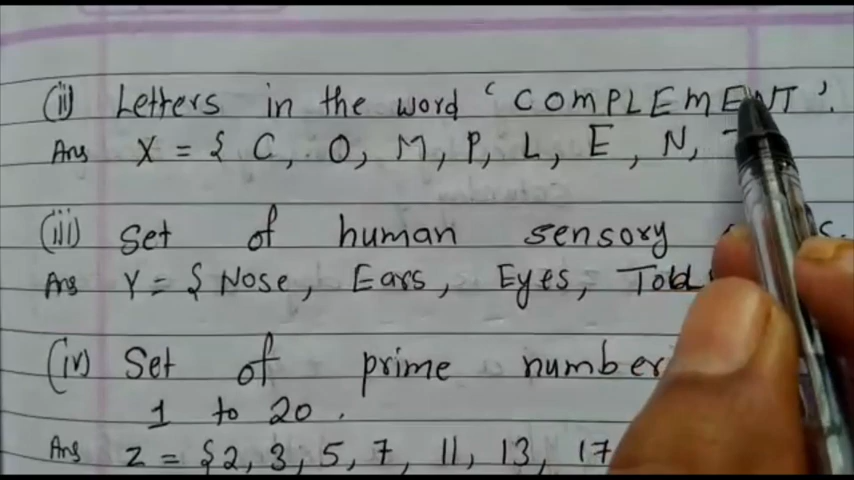 (ii) Letters in the word ' COMPLEMENT '.
Ans X = { C, O, M, P, L, E, N,
(iii) Set of human sensory
Ans Y = { Nose, Ears, Eyes,
(iv) Set of prime number
1 to 20.
Ans z = {2, 3, 5, 7, 11, 13, 17